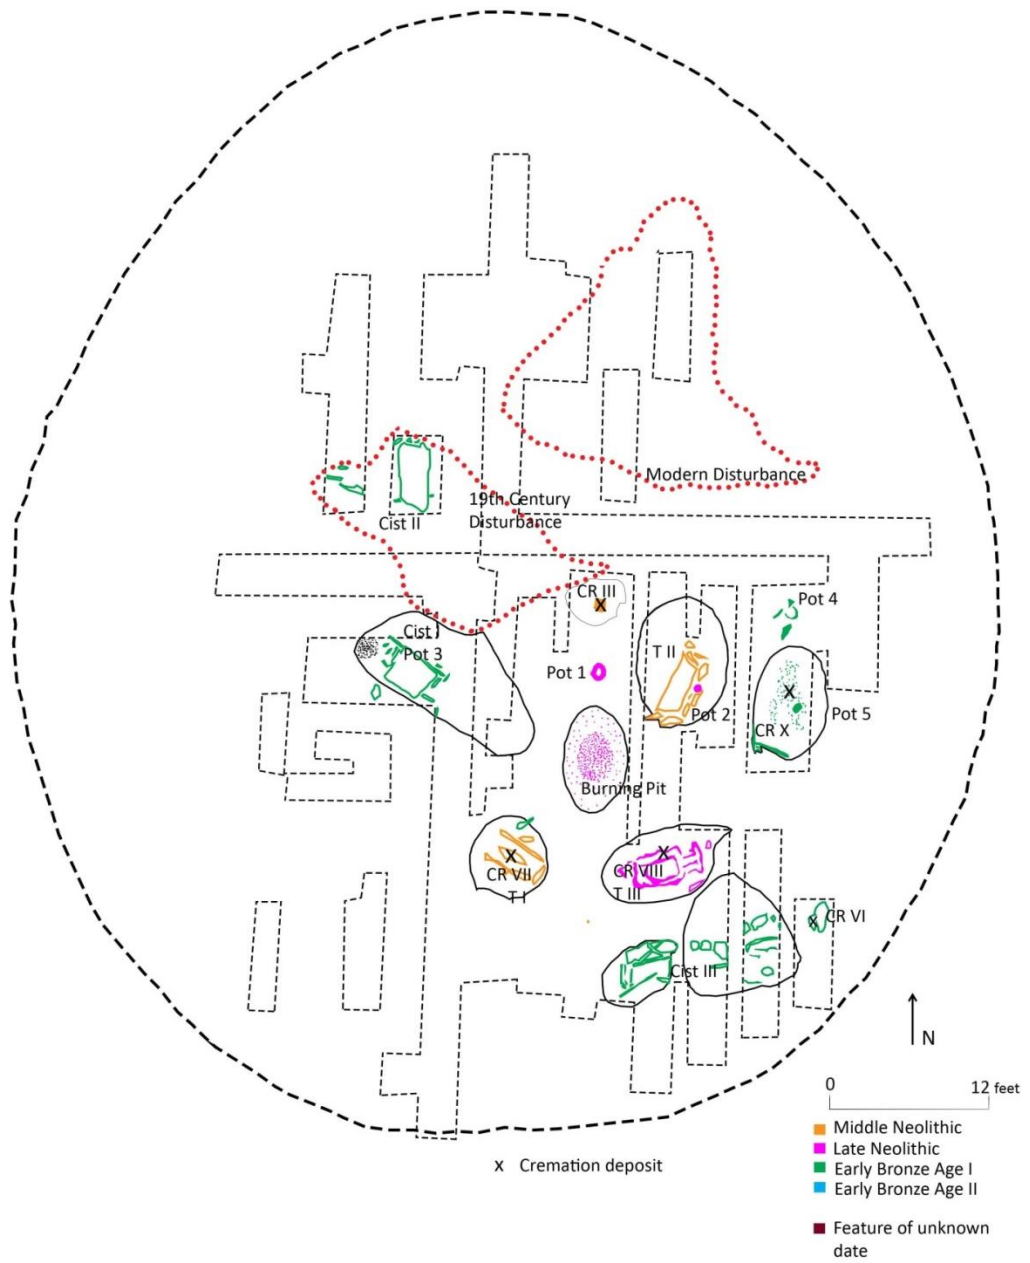 Modern Disturbance
19th Century
Disturbance
Cist II
CR III
X
Pot 4
Cist I
Pot 3
T II
Pot 1
X
Pot 2
Pot 5
CR X
Burning Pit
X
X
CR VII
T I
CR VIII
T III
X
CR VI
Cist III
N
0
12 feet
Middle Neolithic
Late Neolithic
X Cremation deposit
Early Bronze Age I
Early Bronze Age II
Feature of unknown
date